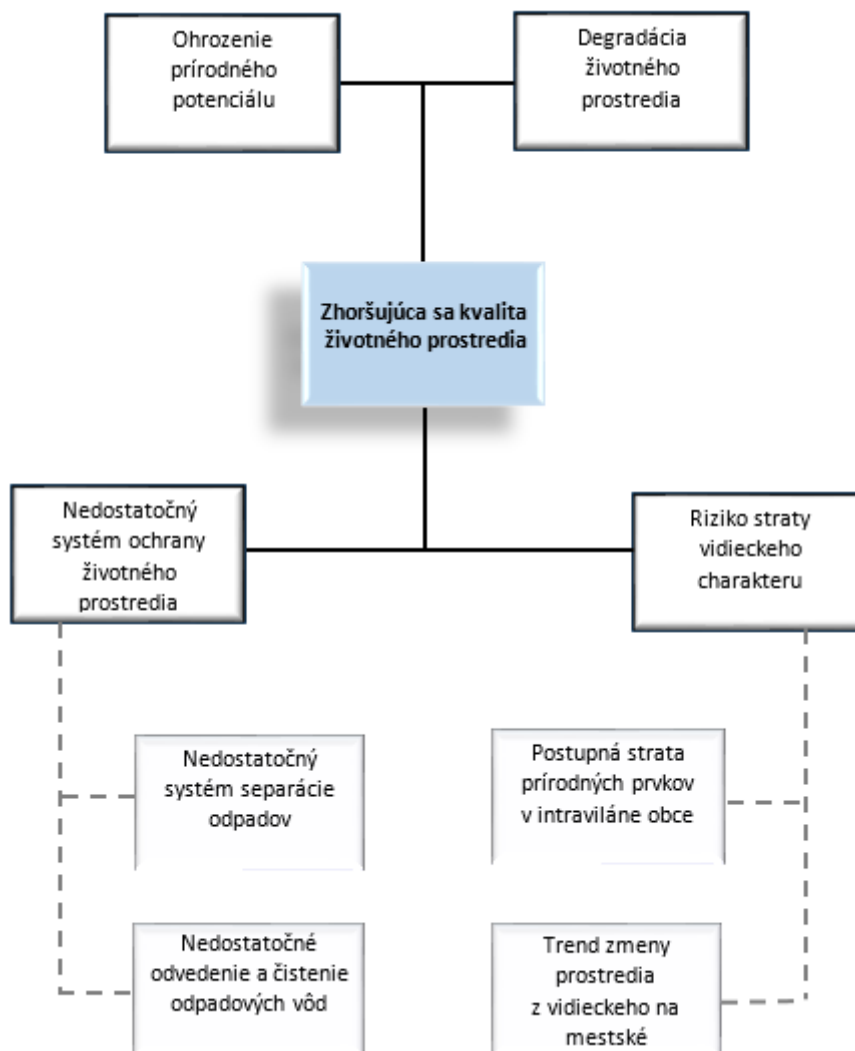 Ohrozenie
prírodného
potenciálu
Degradácia
životného
prostredia
Zhoršujúca sa kvalita
životného prostredia
Nedostatočný
systém ochrany
životného
prostredia
Riziko straty
vidieckeho
charakteru
Nedostatočný
systém separácie
odpadov
Postupná strata
prírodných prvkov
v intraviláne obce
Nedostatočné
odvedenie a čistenie
odpadových vôd
Trend zmeny
prostredia
z vidieckeho na
mestské